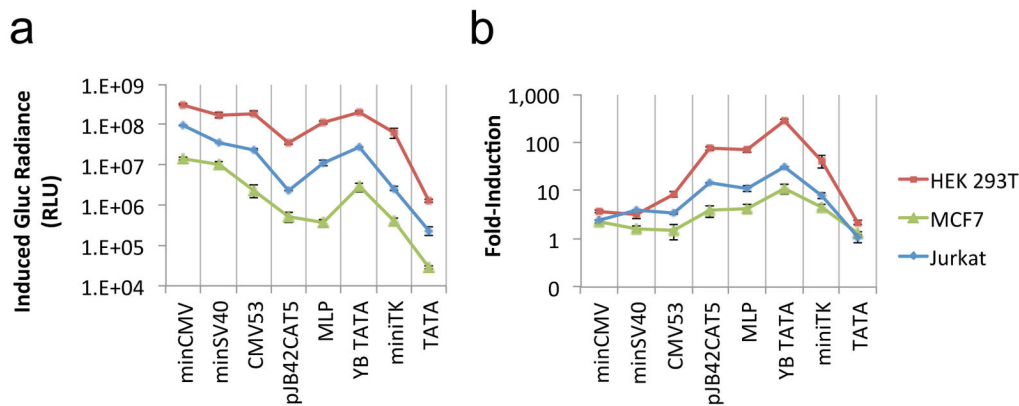 a
Induced Gluc Radiance
(RLU)
1.E+09
1.E+08
1.E+07
1.E+06
1.E+05
1.E+04
minCMV
minSV40
CMV53
pJB42CAT5
MLP
YB TATA
miniTK
TATA
b
Fold-Induction
1,000
100
10
1
0
minCMV
minSV40
CMV53
pJB42CAT5
MLP
YB TATA
miniTK
TATA
HEK 293T
MCF7
Jurkat